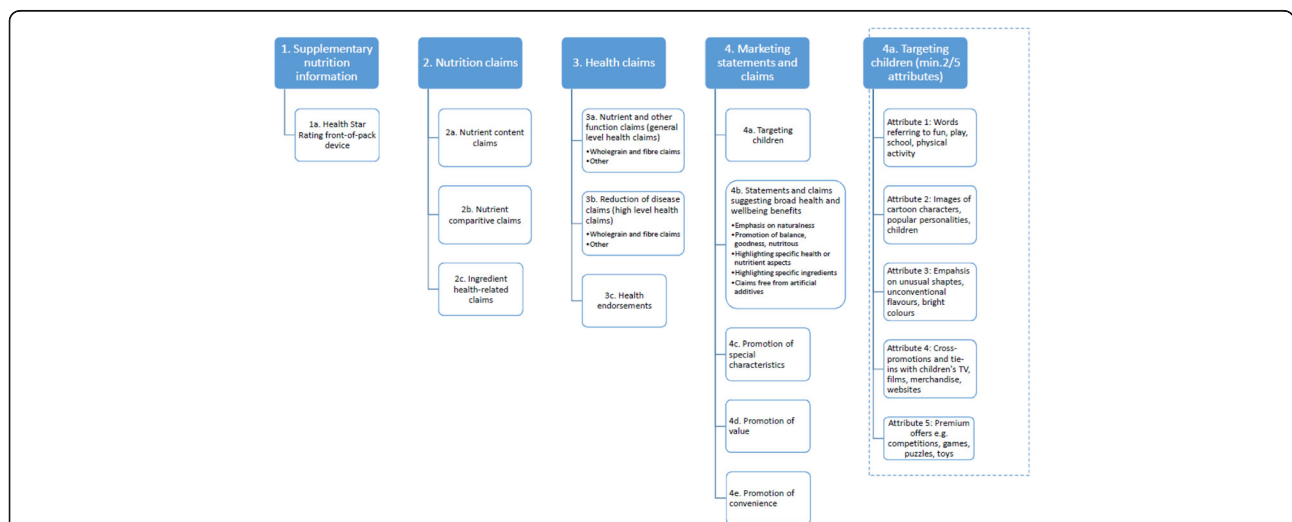 1. Supplementary
nutrition
information
1a. Health Star
Rating front-of-pack
device
2. Nutrition claims
2a. Nutrient content
claims
2b. Nutrient
comparitive claims
2c. Ingredient
health-related
claims
3. Health claims
3a. Nutrient and other
function claims (general
level health claims)
•Wholegrain and fibre claims
•Other
3b. Reduction of disease
claims (high level health
claims)
•Wholegrain and fibre claims
•Other
3c. Health
endorsements
4. Marketing
statements and
claims
4a. Targeting
children
4b. Statements and claims
suggesting broad health and
wellbeing benefits
•Emphasis on naturalness
•Promotion of balance,
goodness, nutritous
•Highlighting specific health or
nutritient aspects
•Highlighting specific ingredients
•Claims free from artificial
additives
4c. Promotion of
special
characteristics
4d. Promotion of
value
4e. Promotion of
convenience
4a. Targeting
children (min.2/5
attributes)
Attribute 1: Words
referring to fun, play,
school, physical
activity
Attribute 2: Images of
cartoon characters,
popular personalities,
children
Attribute 3: Empahsis
on unusual shaptes,
unconventional
flavours, bright
colours
Attribute 4: Cross-
promotions and tie-
ins with children's TV,
films, merchandise,
websites
Attribute 5: Premium
offers e.g.
competitions, games,
puzzles, toys